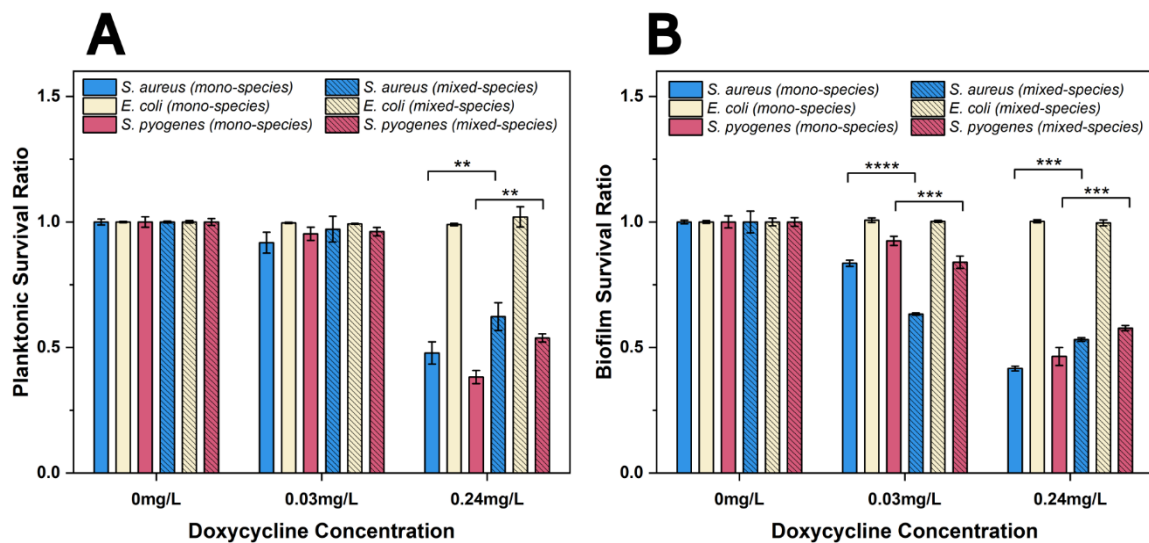 A
S. aureus (mono-species)
S. aureus (mixed-species)
E. coli (mono-species)
E. coli (mixed-species)
S. pyogenes (mono-species)
S. pyogenes (mixed-species)
1.5
1.0
0.5
0.0
Planktonic Survival Ratio
**
**
0mg/L
0.03mg/L
0.24mg/L
Doxycycline Concentration
B
S. aureus (mono-species)
S. aureus (mixed-species)
E. coli (mono-species)
E. coli (mixed-species)
S. pyogenes (mono-species)
S. pyogenes (mixed-species)
1.5
1.0
0.5
0.0
Biofilm Survival Ratio
****
***
***
***
0mg/L
0.03mg/L
0.24mg/L
Doxycycline Concentration